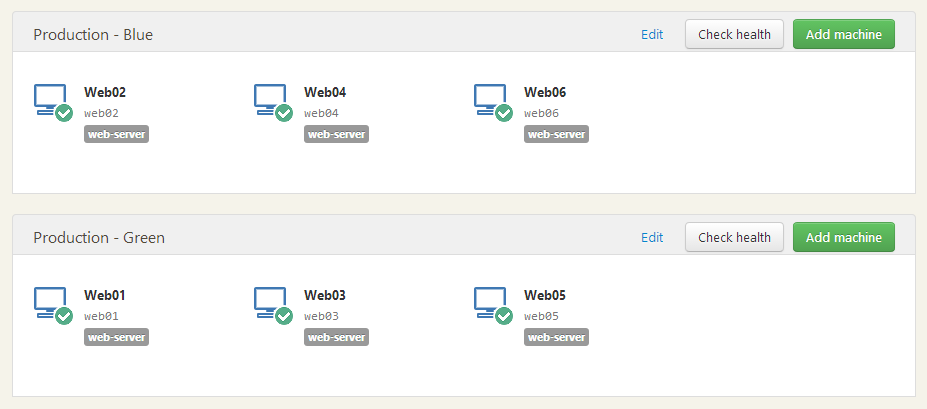 Production - Blue Edit Check health Add machine
Web02 Web04 Web06
web02 web04 web06
web-server web-server web-server
Production - Green Edit Check health Add machine
Web01 Web03 Web05
web01 web03 web05
web-server web-server web-server